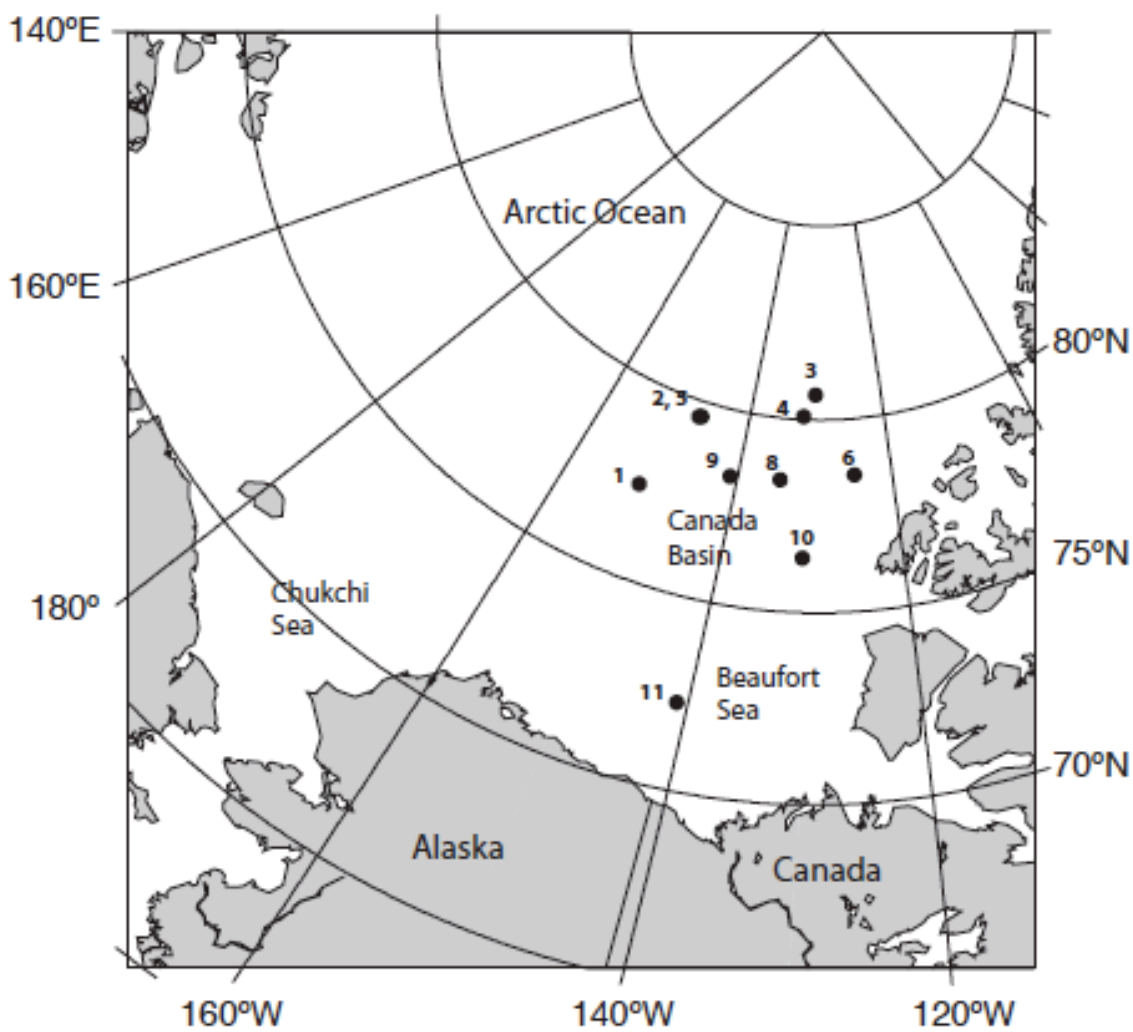 140ºE
Arctic Ocean
160ºE
80ºN
3
2, 5
4
1
9
8
6
Canada
Basin
10
75ºN
Chukchi
Sea
180º
Beaufort
Sea
11
70ºN
Alaska
Canada
160ºW
140ºW
120ºW